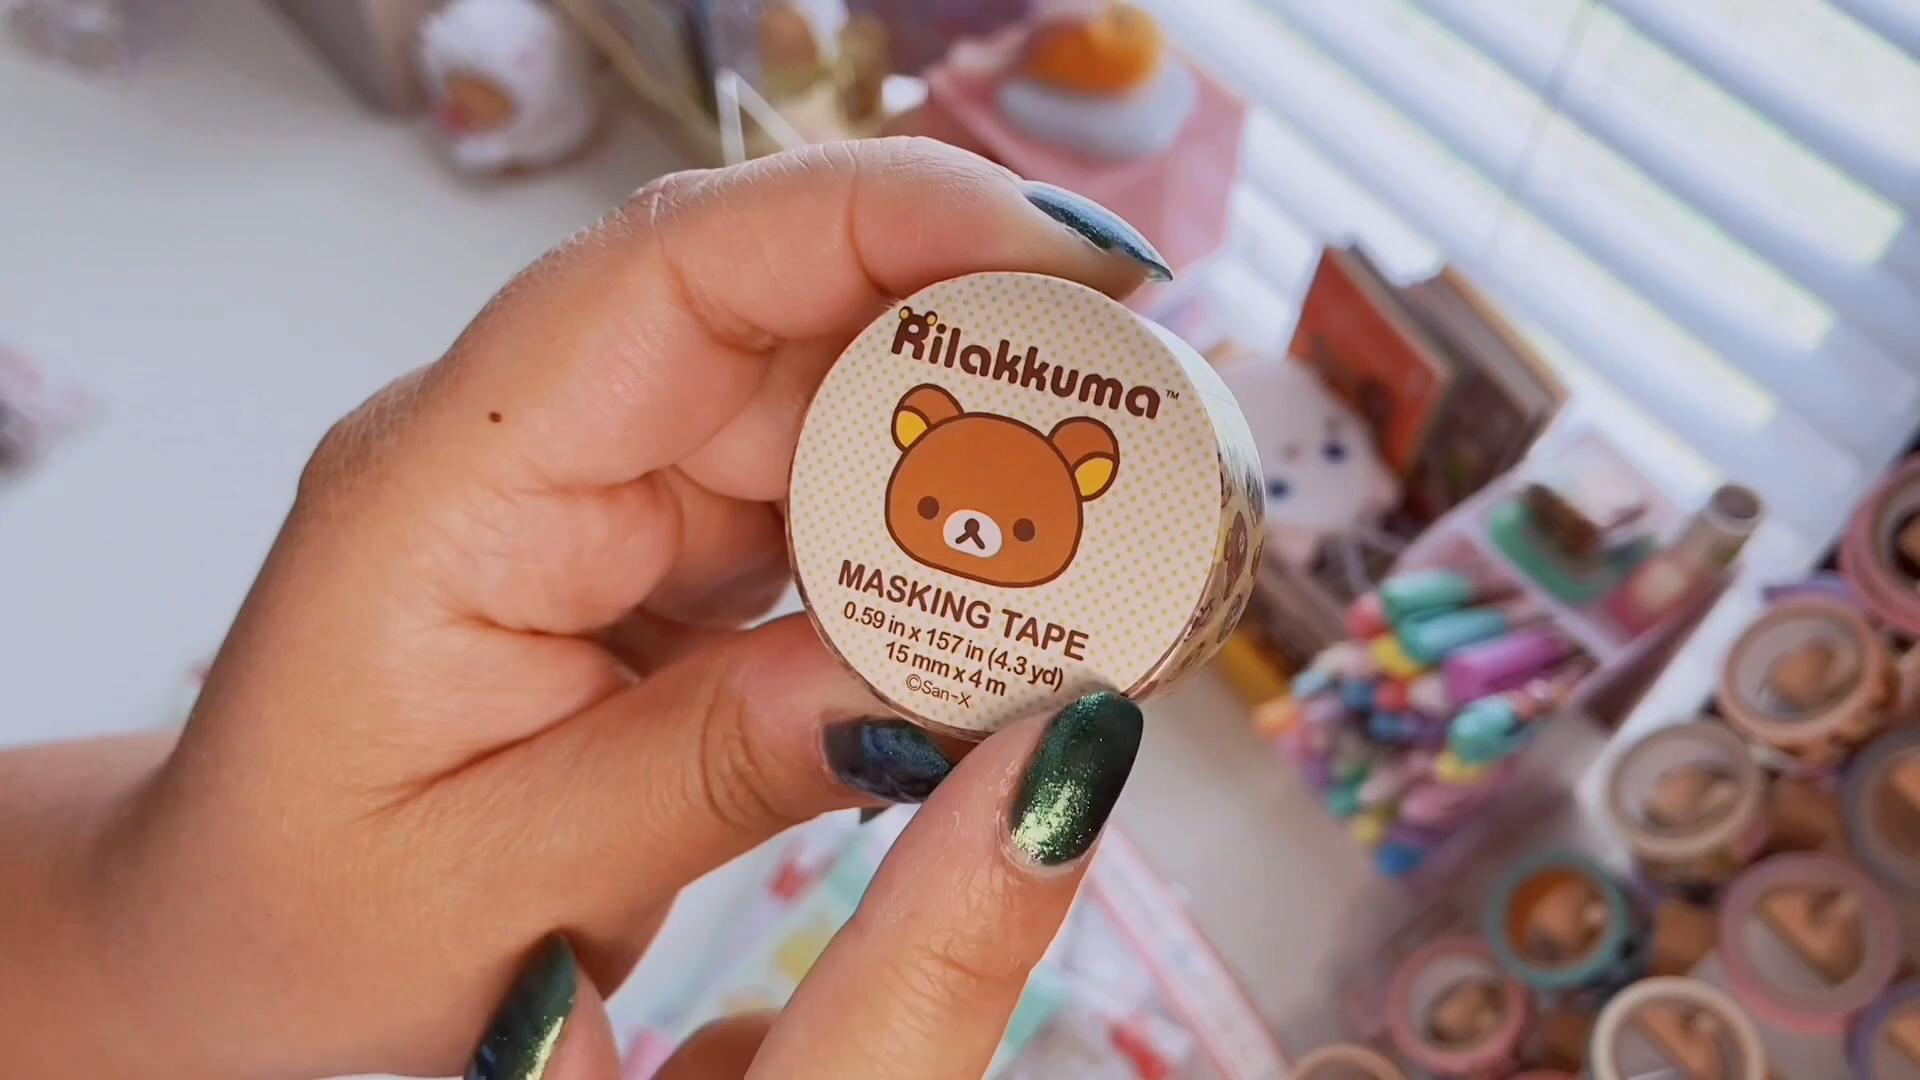 Rilakkuma™
MASKING TAPE
0.59 in x 157 in (4.3 yd)
15 mm x 4 m
©San-X